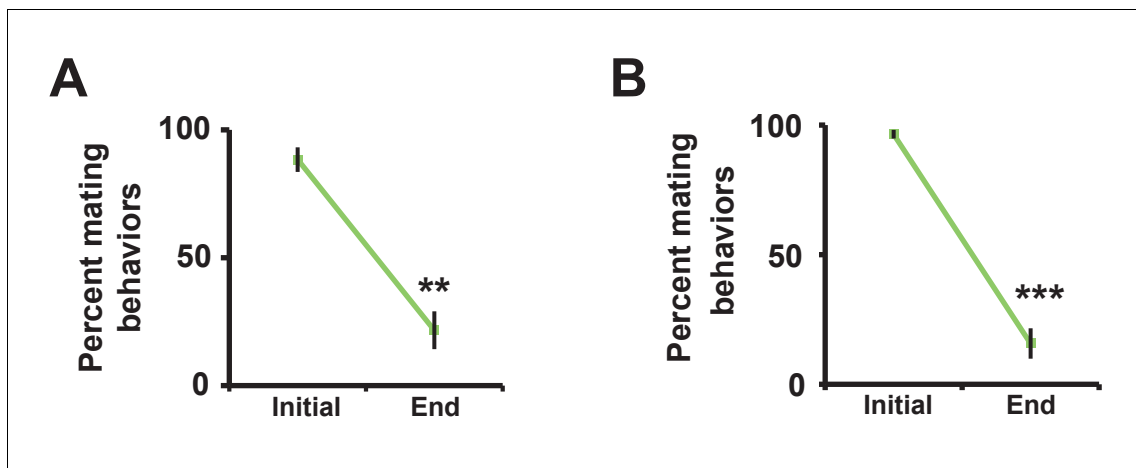 A
Percent mating
behaviors
100
50
0
**
Initial
End
B
Percent mating
behaviors
100
50
0
***
Initial
End